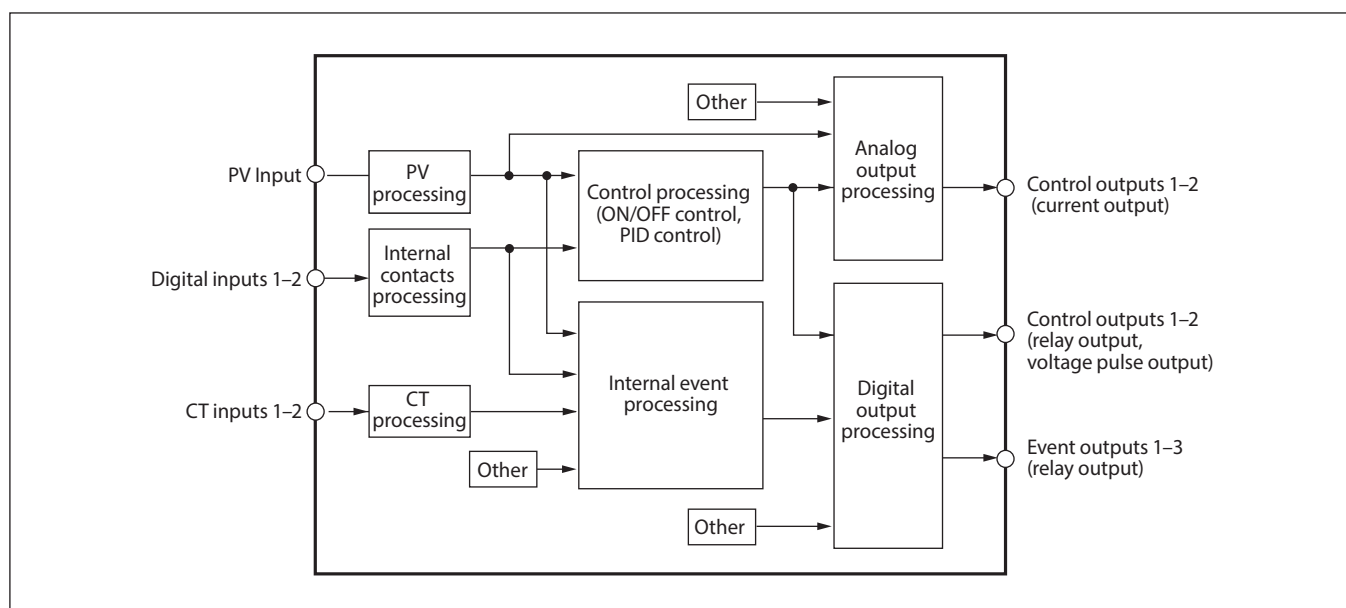 Other
PV Input
PV
processing
Analog
output
processing
Control processing
(ON/OFF control,
PID control)
Control outputs 1–2
(current output)
Digital inputs 1–2
Internal
contacts
processing
Control outputs 1–2
(relay output,
voltage pulse output)
CT inputs 1–2
CT
processing
Internal event
processing
Digital
output
processing
Other
Event outputs 1–3
(relay output)
Other